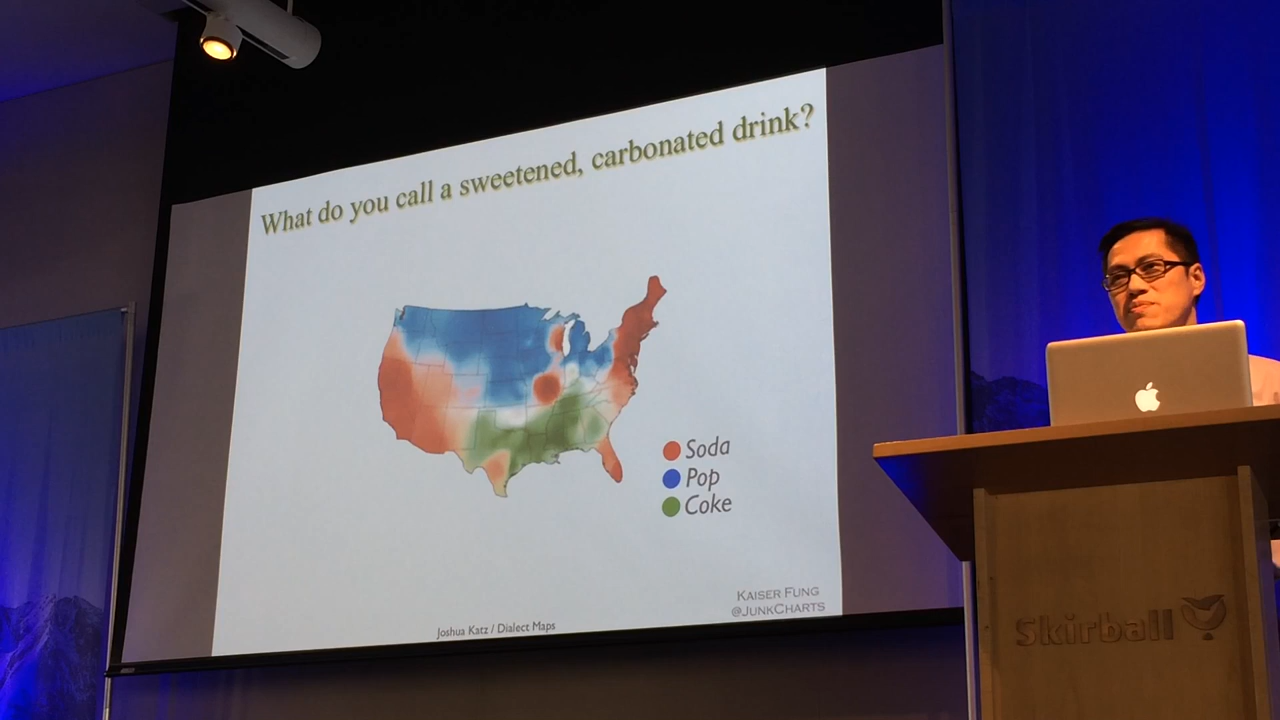 What do you call a sweetened, carbonated drink?
Soda
Pop
Coke
KAISER FUNG
@JUNKCHARTS
Joshua Katz / Dialect Maps
Skirball